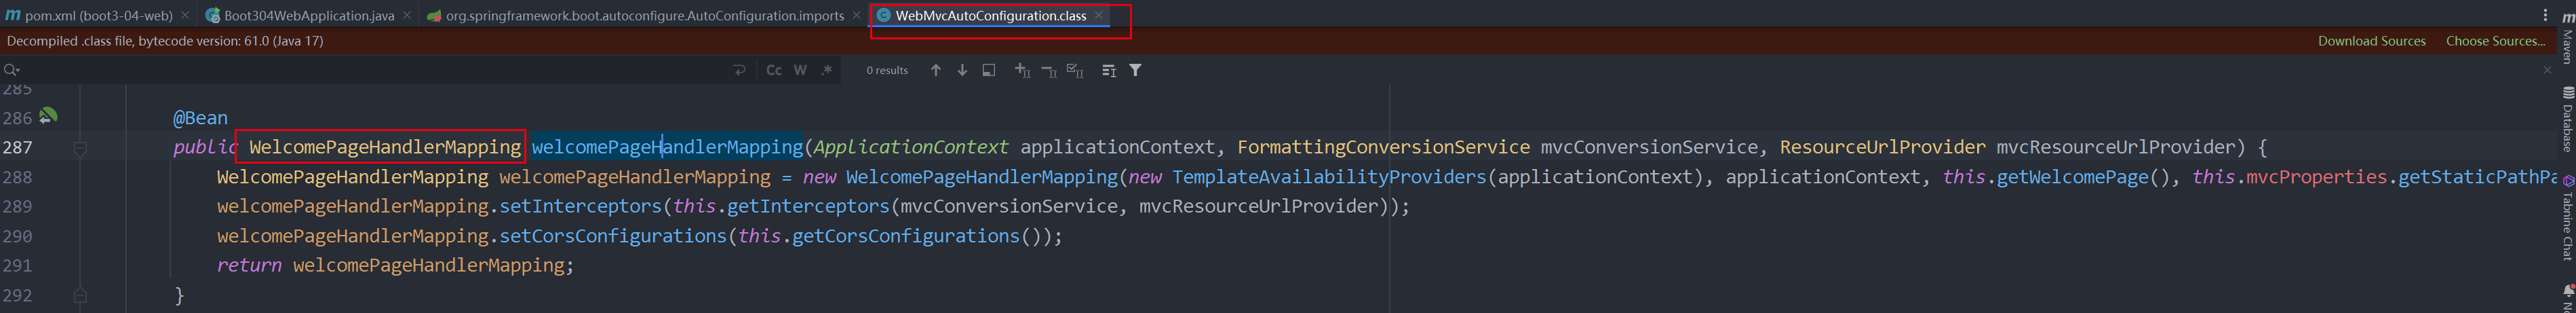 pom.xml (boot3-04-web)
Boot304WebApplication.java
org.springframework.boot.autoconfigure.AutoConfiguration.imports
WebMvcAutoConfiguration.class
Decompiled .class file, bytecode version: 61.0 (Java 17)
Download Sources
Choose Sources...
Cc W .*
0 results
285
286 @Bean
287 public WelcomePageHandlerMapping welcomePageHandlerMapping(ApplicationContext applicationContext, FormattingConversionService mvcConversionService, ResourceUrlProvider mvcResourceUrlProvider) {
288 WelcomePageHandlerMapping welcomePageHandlerMapping = new WelcomePageHandlerMapping(new TemplateAvailabilityProviders(applicationContext), applicationContext, this.getWelcomePage(), this.mvcProperties.getStaticPathPa
289 welcomePageHandlerMapping.setInterceptors(this.getInterceptors(mvcConversionService, mvcResourceUrlProvider));
290 welcomePageHandlerMapping.setCorsConfigurations(this.getCorsConfigurations());
291 return welcomePageHandlerMapping;
292 }
Maven
Database
Tabnine Chat